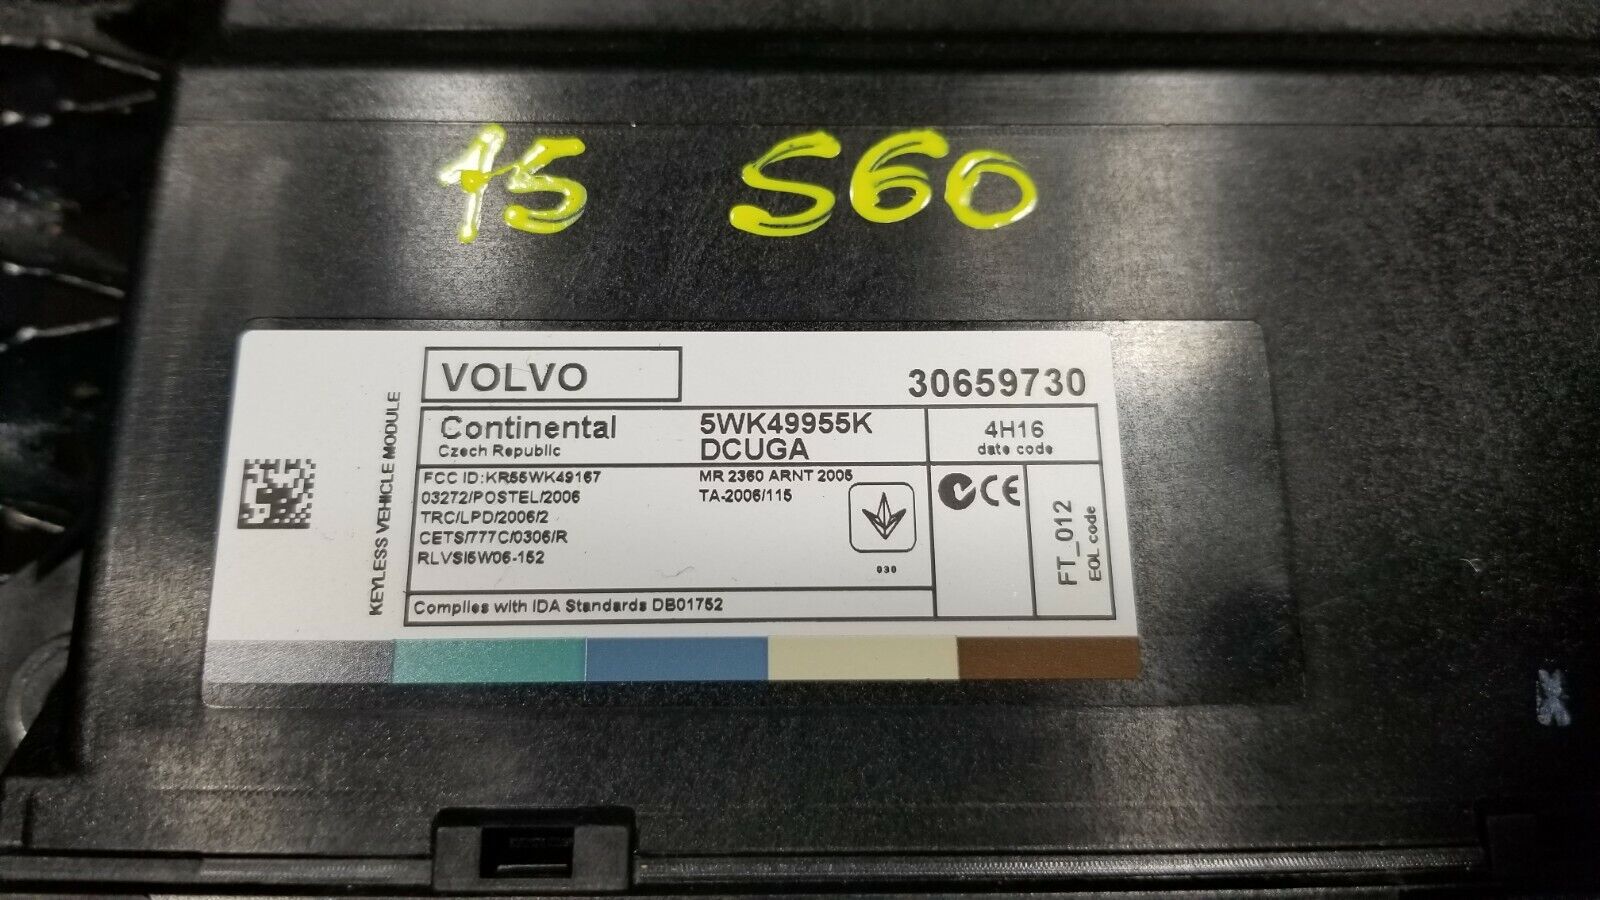 15 S60
VOLVO 30659730
KEYLESS VEHICLE MODULE
Continental
Czech Republic
5WK49955K
DCUGA
4H16
date code
FCC ID:KR55WK49167
03272/POSTEL/2006
TRC/LPD/2006/2
CETS/777C/0306/R
RLVSI5W06-152
MR 2360 ARNT 2005
TA-2006/115
030
CE
FT_012
EOL code
Complies with IDA Standards DB01752